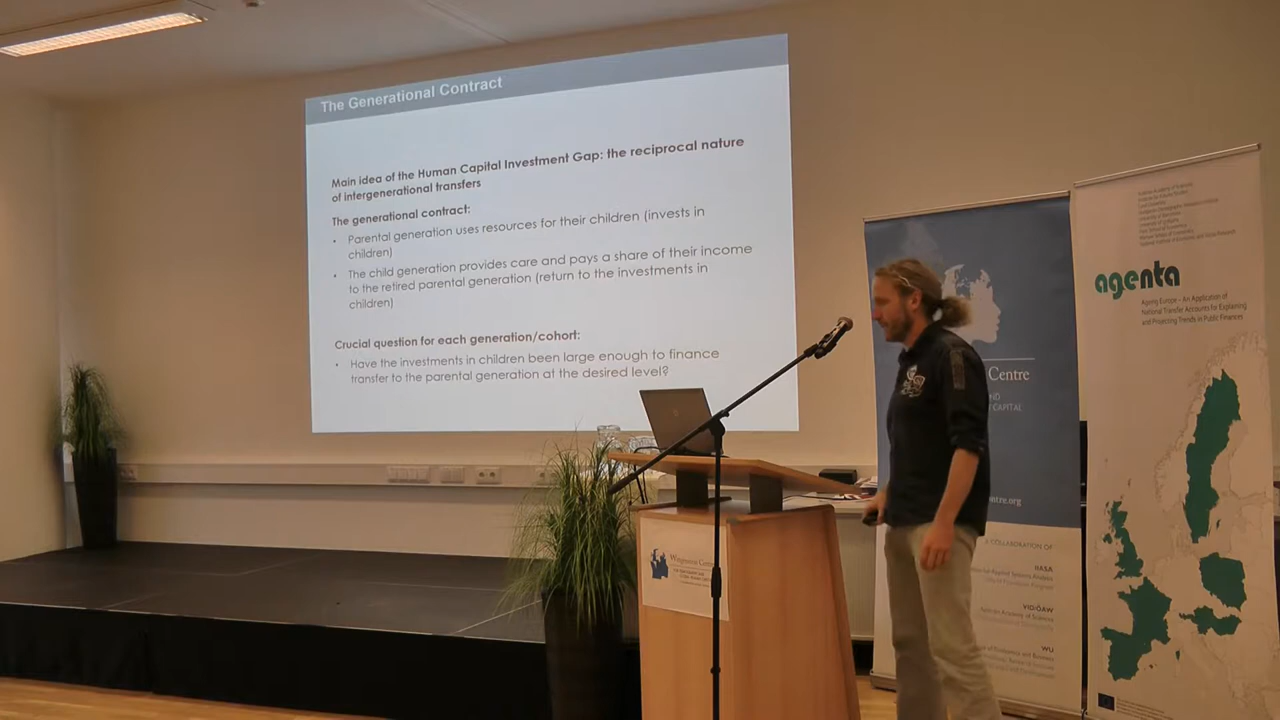 The Generational Contract
Main idea of the Human Capital Investment Gap: the reciprocal nature
of intergenerational transfers
The generational contract:
• Parental generation uses resources for their children (invests in
children)
• The child generation provides care and pays a share of their income
to the retired parental generation (return to the investments in
children)
Crucial question for each generation/cohort:
• Have the investments in children been large enough to finance
transfer to the parental generation at the desired level?
Centre
CAPITAL
A COLLABORATION OF
IIASA
VID/ÖAW
WU
agenta
Ageing Europe – An Application of
National Transfer Accounts for Explaining
and Projecting Trends in Public Finances